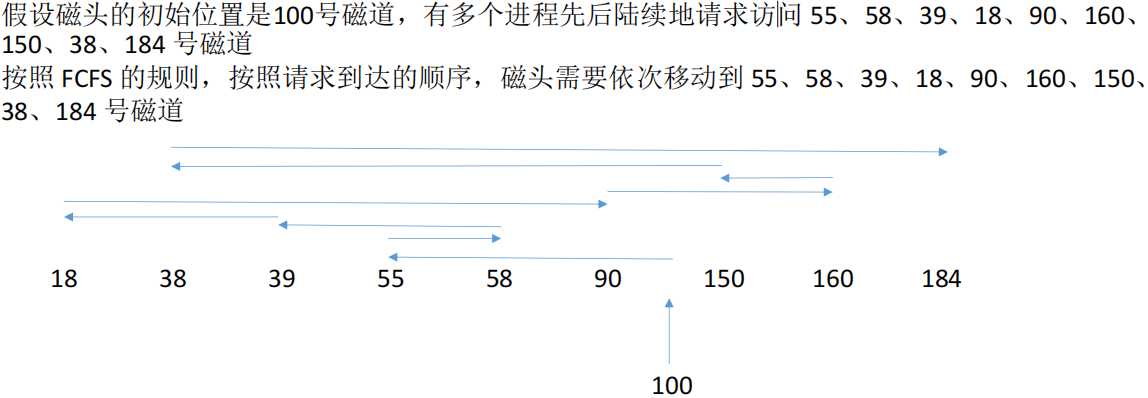 假设磁头的初始位置是100号磁道，有多个进程先后陆续地请求访问 55、58、39、18、90、160、
150、38、184 号磁道
按照 FCFS 的规则，按照请求到达的顺序，磁头需要依次移动到 55、58、39、18、90、160、150、
38、184 号磁道
18 38 39 55 58 90 150 160 184
100